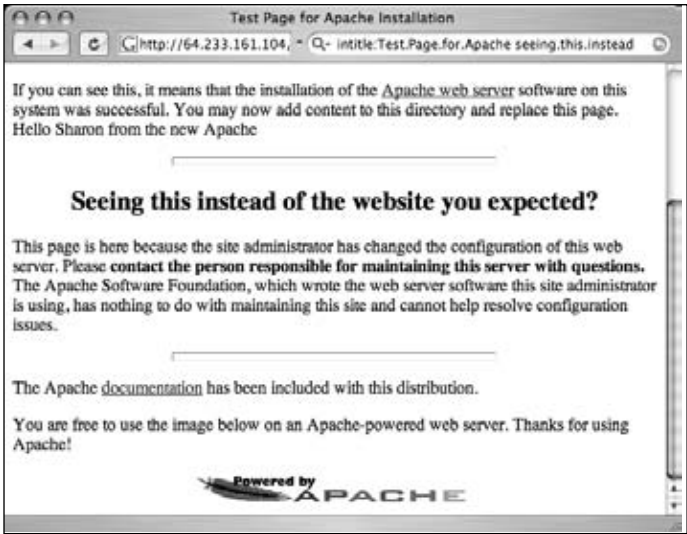 Test Page for Apache Installation
http://64.233.161.104, intitle:Test.Page.for.Apache seeing.this.instead
If you can see this, it means that the installation of the Apache web server software on this
system was successful. You may now add content to this directory and replace this page.
Hello Sharon from the new Apache
Seeing this instead of the website you expected?
This page is here because the site administrator has changed the configuration of this web
server. Please contact the person responsible for maintaining this server with questions.
The Apache Software Foundation, which wrote the web server software this site administrator
is using, has nothing to do with maintaining this site and cannot help resolve configuration
issues.
The Apache documentation has been included with this distribution.
You are free to use the image below on an Apache-powered web server. Thanks for using
Apache!
Powered by
APACHE